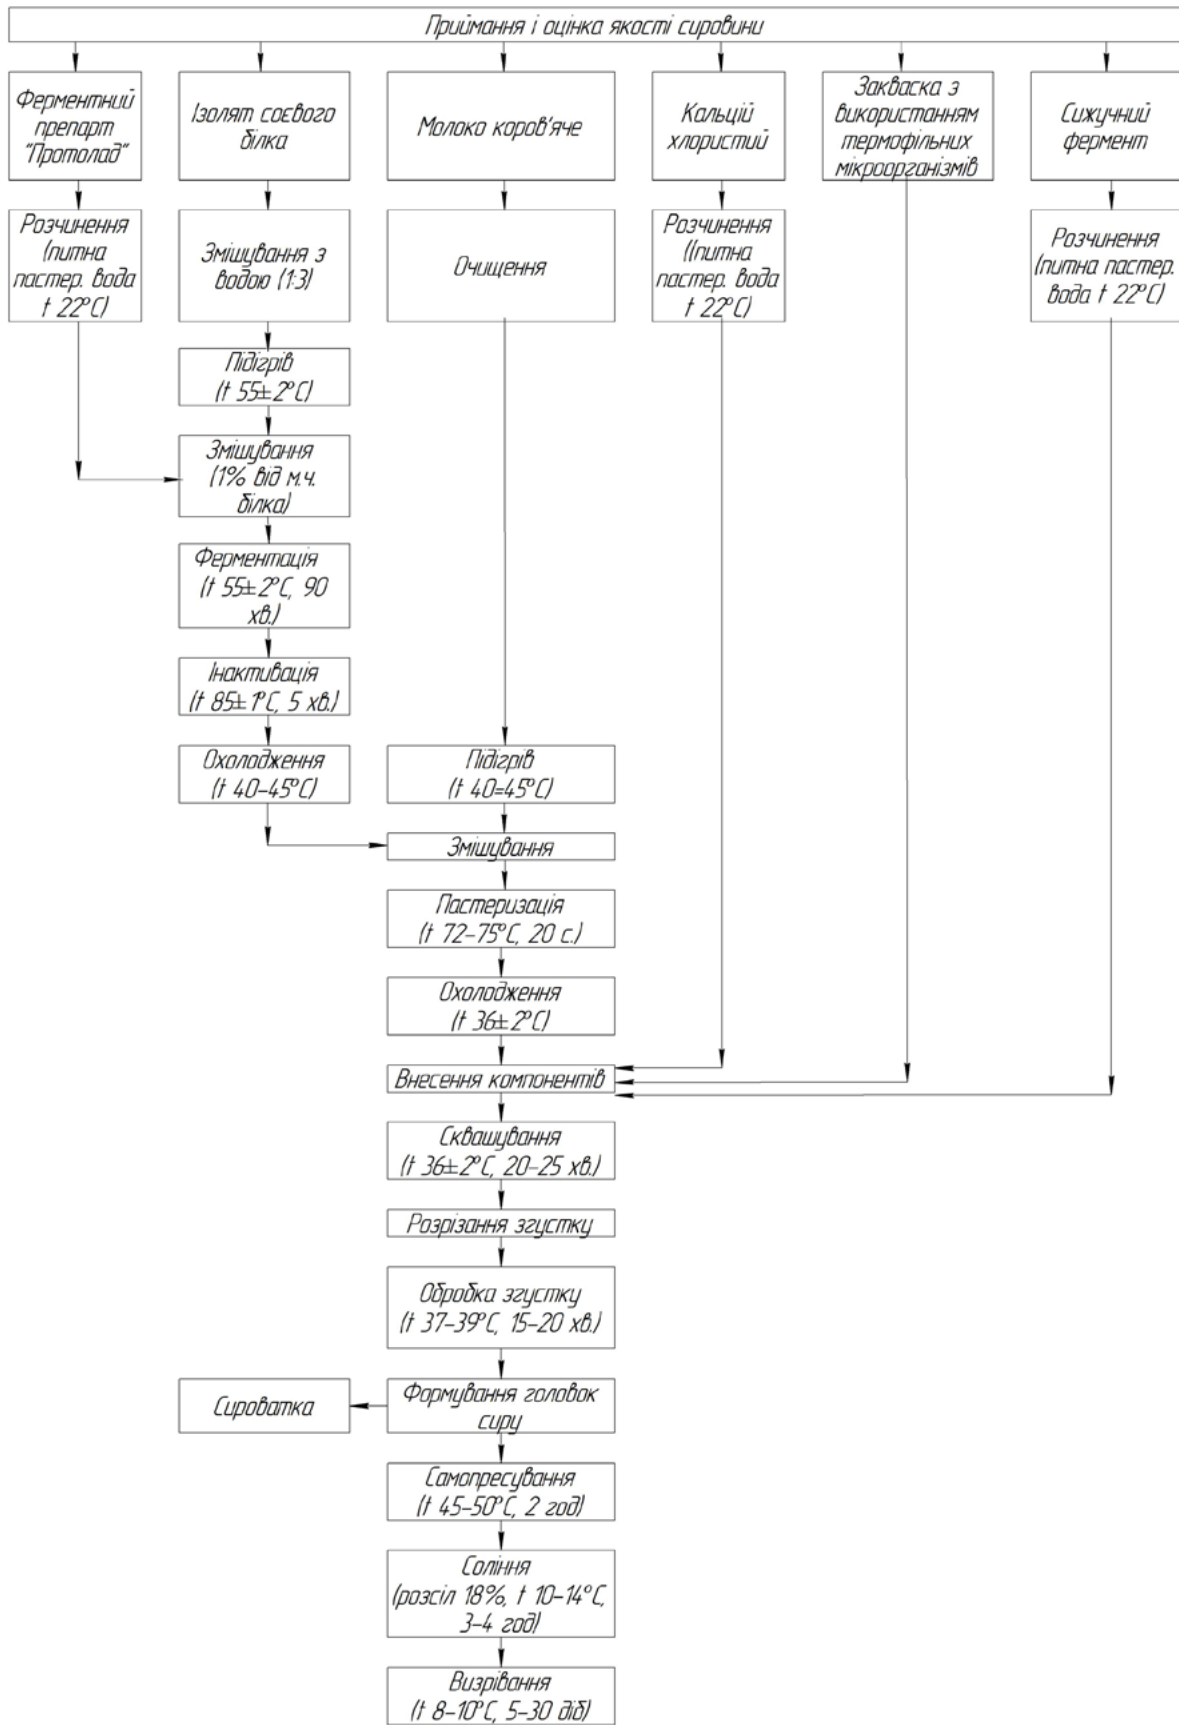 Приймання і оцінка якості сировини
Ферментний
препарт
"Протолад"
Ізолят соєвого
білка
Молоко коров'яче
Кальцій
хлористий
Закваска з
використанням
термофільних
мікроорганізмів
Сижучний
фермент
Розчинення
(питна
пастер. вода
t 22°C)
Змішування з
водою (1:3)
Очищення
Розчинення
((питна
пастер. вода
t 22°C)
Розчинення
(питна пастер.
вода t 22°C)
Підігрів
(t 55±2°C)
Змішування
(1% від м.ч.
білка)
Ферментація
(t 55±2°C, 90
хв.)
Інактивація
(t 85±1°C, 5 хв.)
Охолодження
(t 40-45°C)
Підігрів
(t 40=45°C)
Змішування
Пастеризація
(t 72-75°C, 20 с.)
Охолодження
(t 36±2°C)
Внесення компонентів
Сквашування
(t 36±2°C, 20-25 хв.)
Розрізання згустку
Обробка згустку
(t 37-39°C, 15-20 хв.)
Сироватка
Формування головок
сиру
Самопресування
(t 45-50°C, 2 год)
Соління
(розсіл 18%, t 10-14°C,
3-4 год)
Визрівання
(t 8-10°C, 5-30 діб)